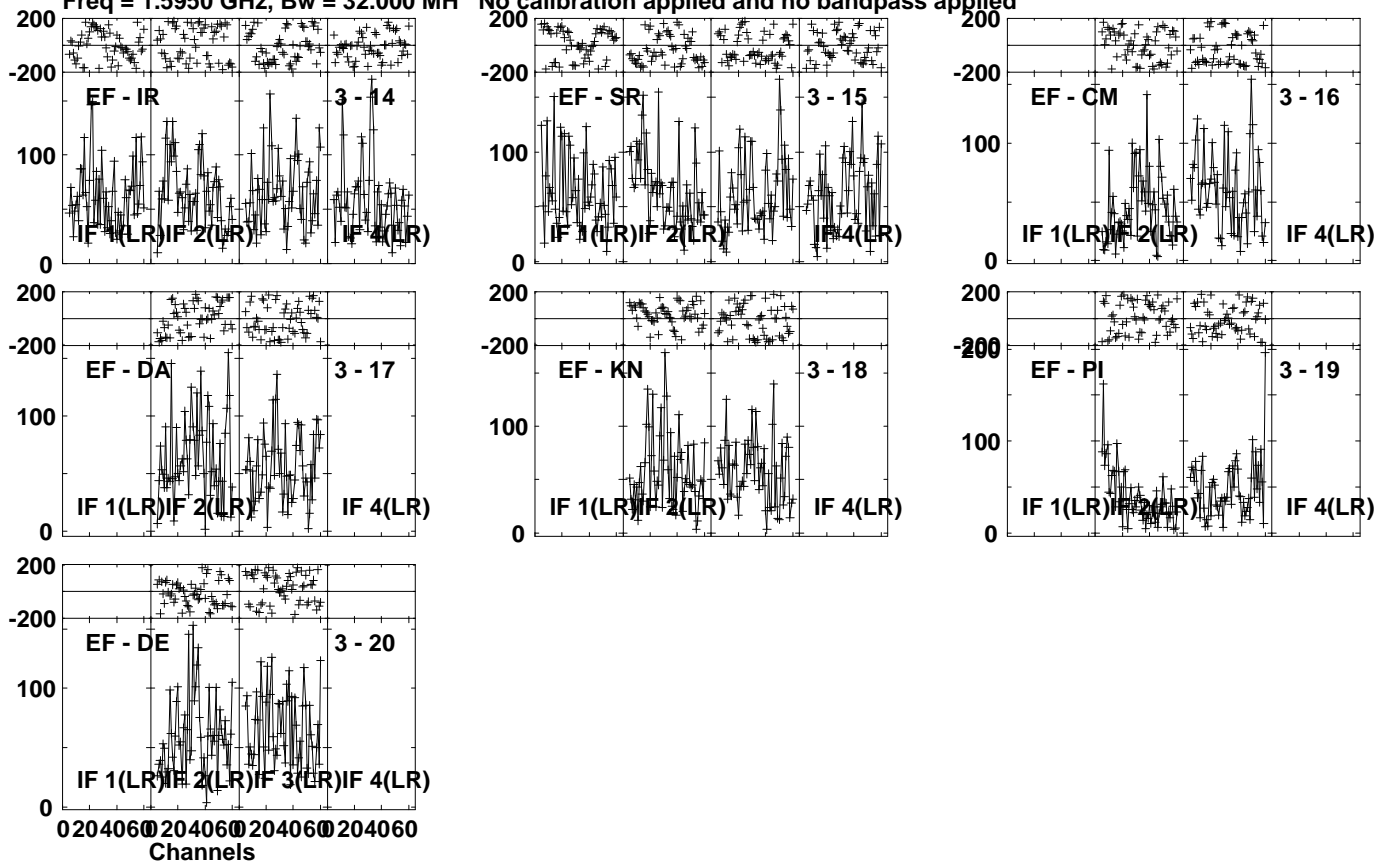 Freq = 1.5950 GHz, Bw = 32.000 MH No calibration applied and no bandpass applied
200
-200
EF - IR 3 - 14
100
IF 1(LR) IF 2(LR) IF 4(LR)
0
EF - SR 3 - 15
100
IF 1(LR) IF 2(LR) IF 4(LR)
0
200
-200
EF - CM 3 - 16
100
IF 1(LR) IF 2(LR) IF 4(LR)
0
200
-200
EF - DA 3 - 17
100
IF 1(LR) IF 2(LR) IF 4(LR)
0
200
-200
EF - KN 3 - 18
100
IF 1(LR) IF 2(LR) IF 4(LR)
0
200
-200
200
EF - PI 3 - 19
100
IF 1(LR) IF 2(LR) IF 4(LR)
0
200
-200
EF - DE 3 - 20
100
IF 1(LR) IF 2(LR) IF 3(LR) IF 4(LR)
0
0 20 40 60 0 20 40 60 0 20 40 60 0 20 40 60
Channels